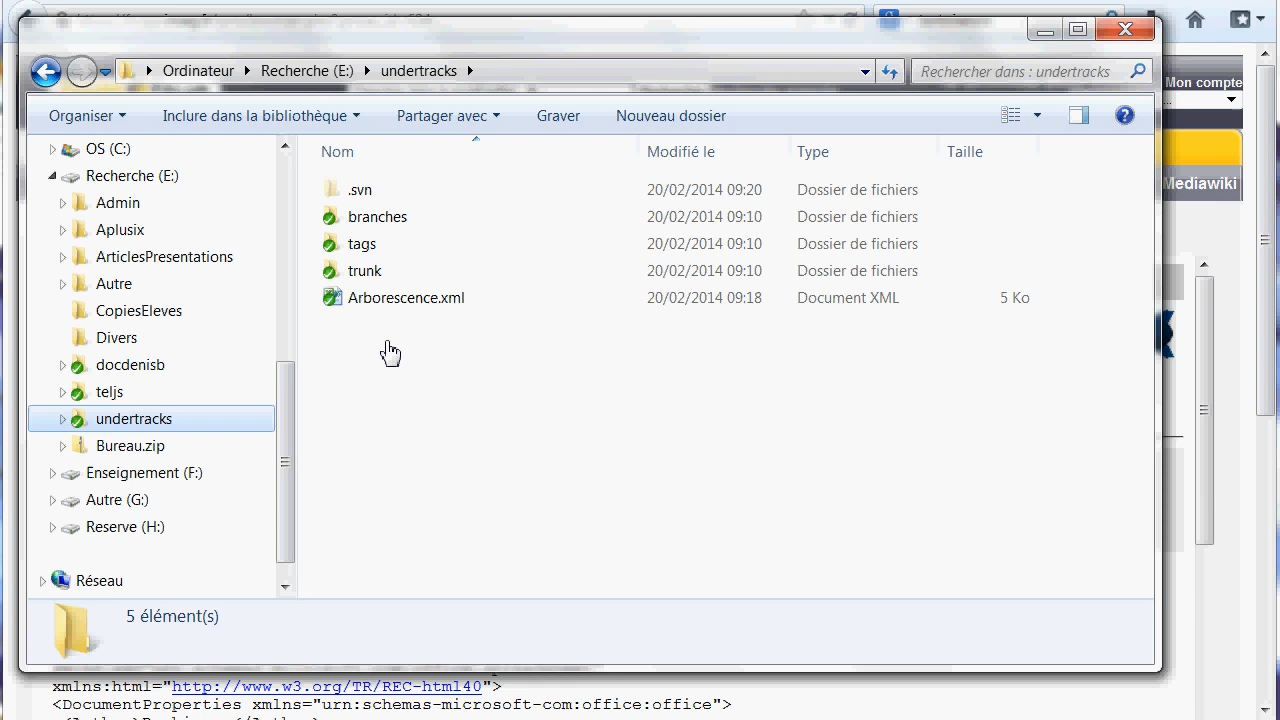 Ordinateur Recherche (E:) undertracks Rechercher dans : undertracks
Mon compte
Organiser Inclure dans la bibliothèque Partager avec Graver Nouveau dossier
Nom Modifié le Type Taille
Mediawiki
OS (C:)
Recherche (E:)
Admin
Aplusix
ArticlesPresentations
Autre
CopiesEleves
Divers
docdenisb
teljs
undertracks
Bureau.zip
Enseignement (F:)
Autre (G:)
Reserve (H:)
Réseau
.svn 20/02/2014 09:20 Dossier de fichiers
branches 20/02/2014 09:10 Dossier de fichiers
tags 20/02/2014 09:10 Dossier de fichiers
trunk 20/02/2014 09:10 Dossier de fichiers
Arborescence.xml 20/02/2014 09:18 Document XML 5 Ko
5 élément(s)
xmlns:html="http://www.w3.org/TR/REC-html40">
<DocumentProperties xmlns="urn:schemas-microsoft-com:office:office">